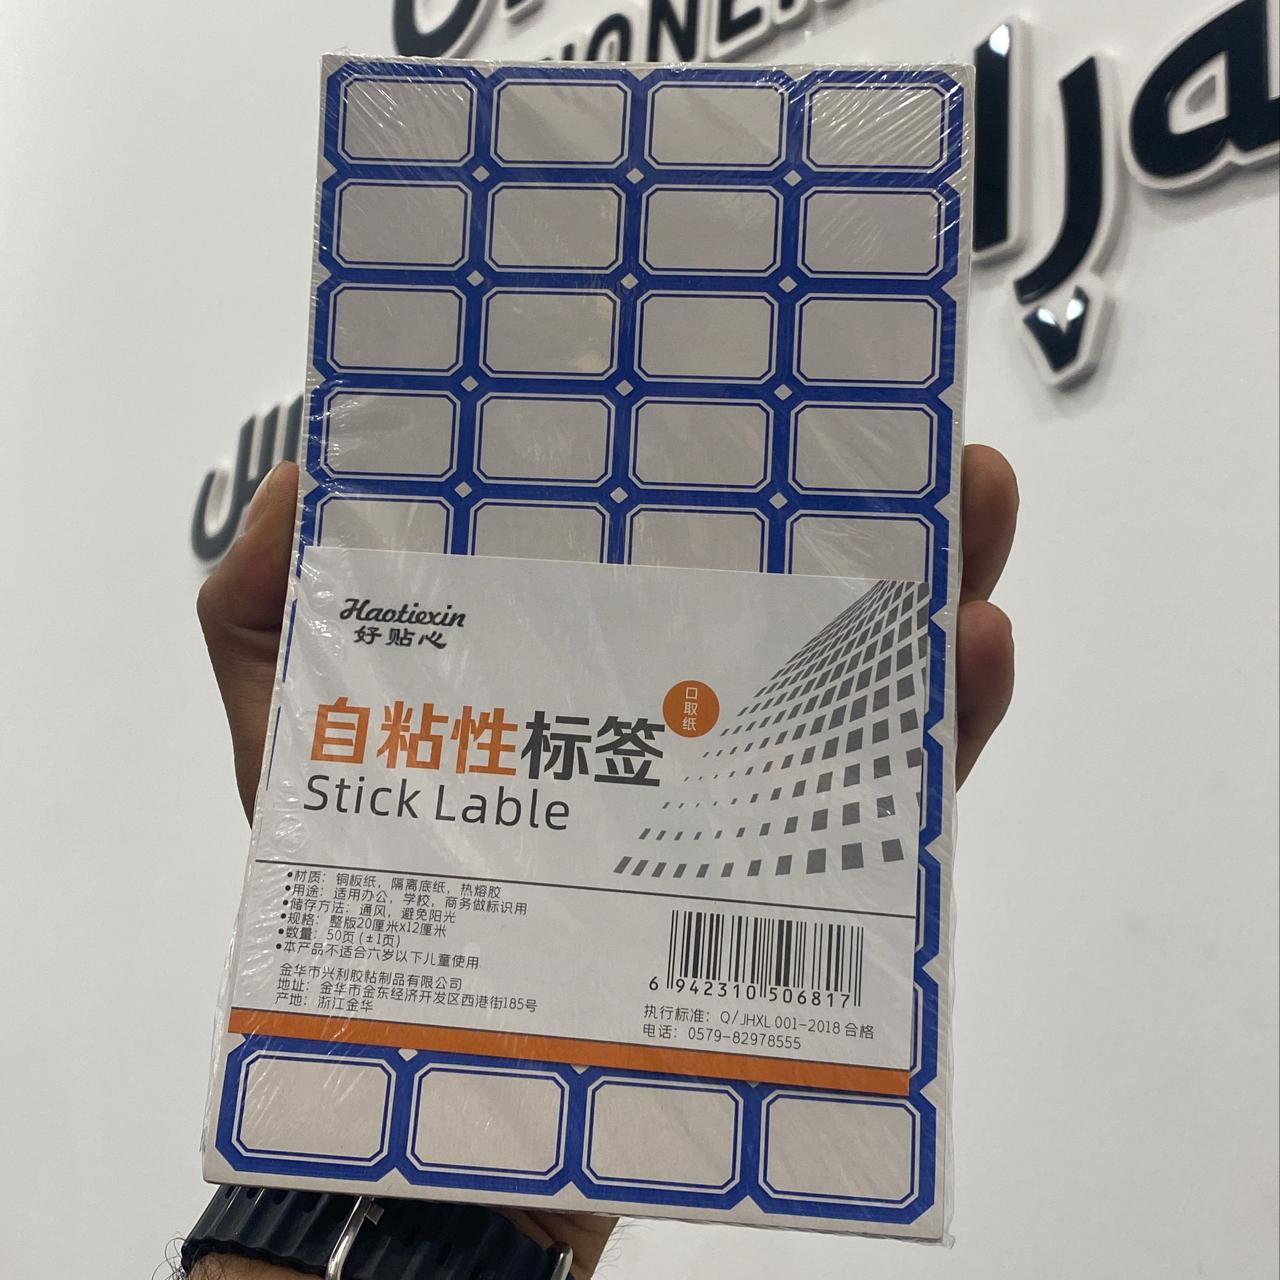 Haotiexin
好贴心
口取纸
自粘性标签
Stick Lable
•材质：铜板纸，隔离底纸，热熔胶
•用途：适用办公，学校，商务做标识用
•储存方法：通风，避免阳光
•规格：整版20厘米x12厘米
•数量：50页(±1页)
•本产品不适合六岁以下儿童使用
金华市兴利胶粘制品有限公司
地址：金华市金东经济开发区西港街185号
产地：浙江金华
6 942310 506817
执行标准：Q/JHXL 001-2018 合格
电话：0579-82978555